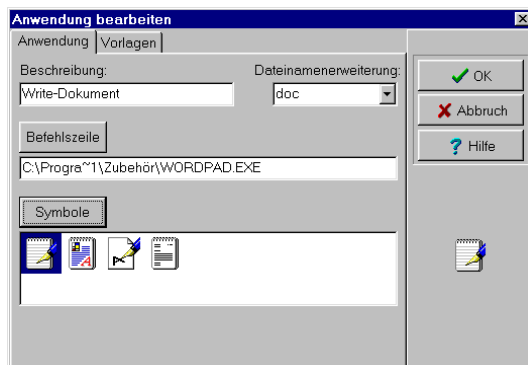 Anwendung bearbeiten
Anwendung Vorlagen
Beschreibung: Dateinamenerweiterung:
Write-Dokument doc
OK
Abbruch
Hilfe
Befehlszeile
C:\Progra~1\Zubehör\WORDPAD.EXE
Symbole